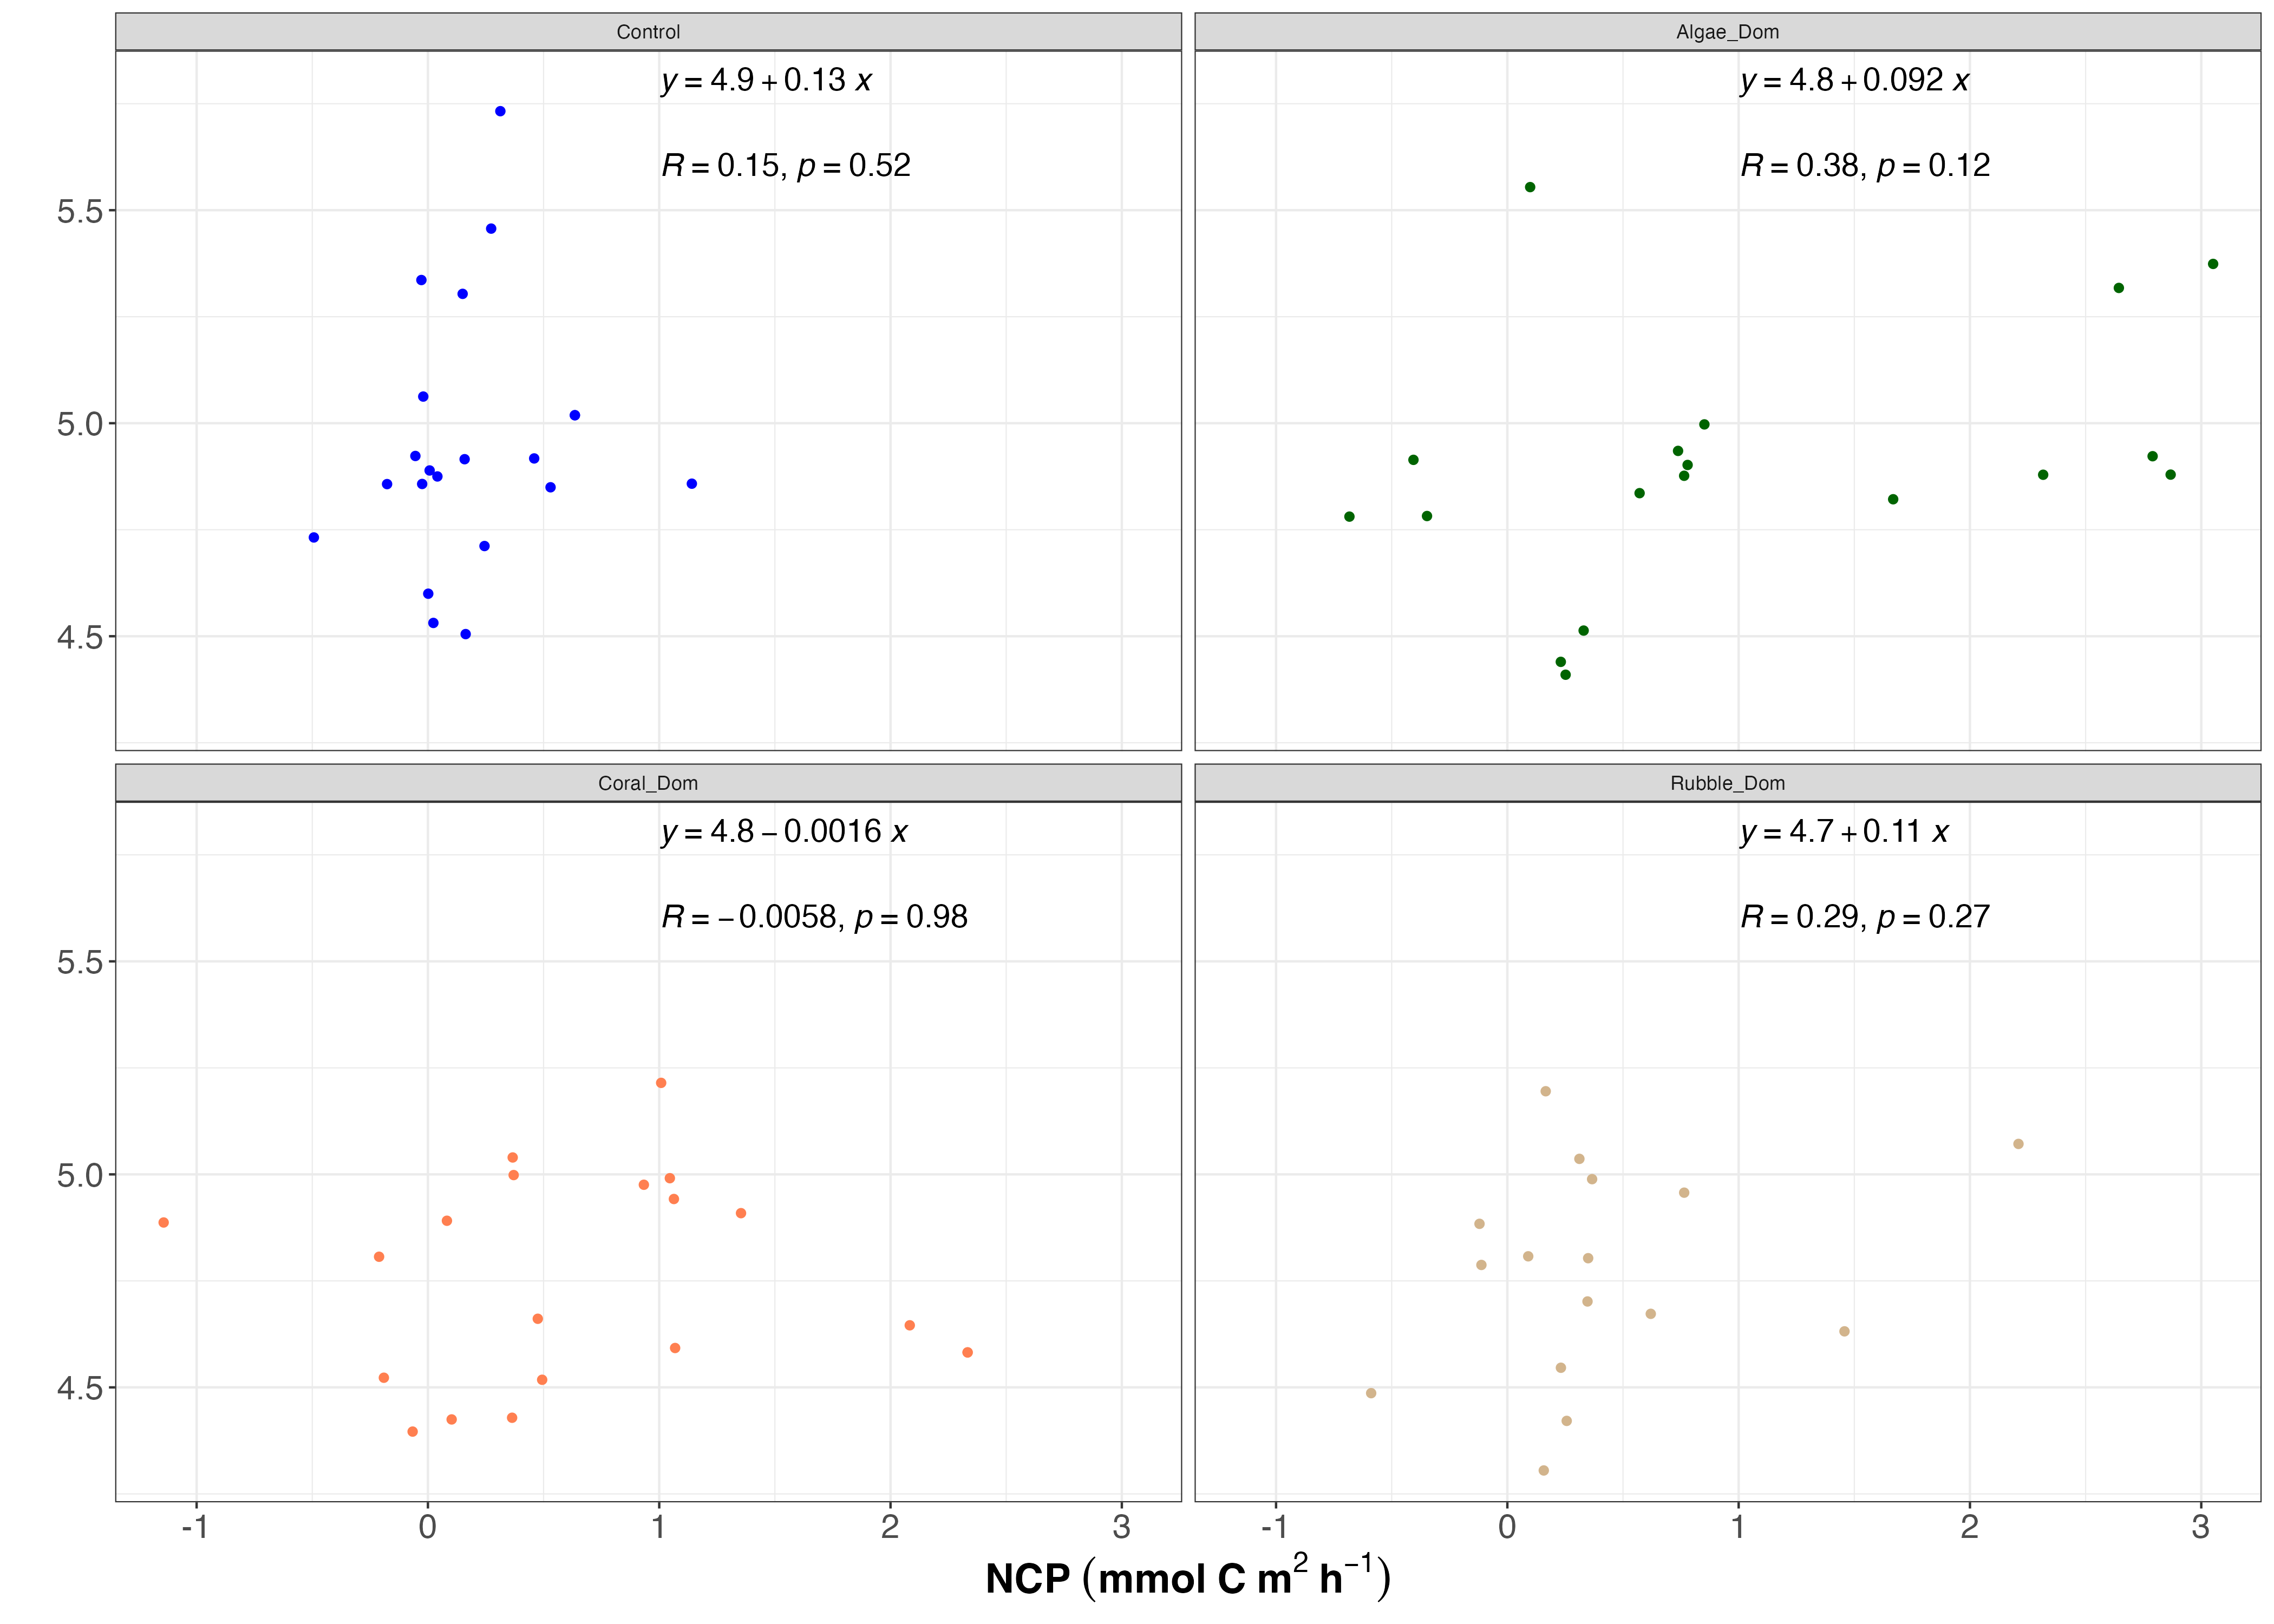 Control
y = 4.9 + 0.13 x
R = 0.15, p = 0.52
Algae_Dom
y = 4.8 + 0.092 x
R = 0.38, p = 0.12
5.5
5.0
4.5
Coral_Dom
y = 4.8 − 0.0016 x
R = −0.0058, p = 0.98
Rubble_Dom
y = 4.7 + 0.11 x
R = 0.29, p = 0.27
5.5
5.0
4.5
-1 0 1 2 3
-1 0 1 2 3
NCP (mmol C m² h⁻¹)